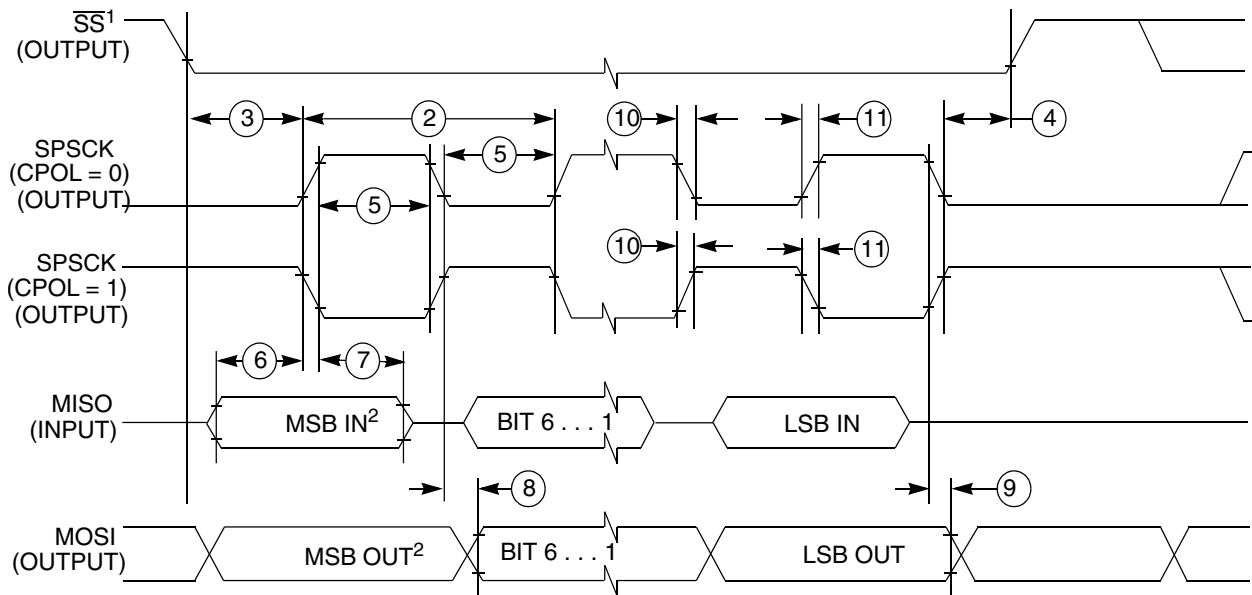 SS¹
(OUTPUT)
3
2
10
11
4
SPSCK
(CPOL = 0)
(OUTPUT)
5
5
SPSCK
(CPOL = 1)
(OUTPUT)
10
11
6
7
MISO
(INPUT)
MSB IN²
BIT 6 . . . 1
LSB IN
8
9
MOSI
(OUTPUT)
MSB OUT²
BIT 6 . . . 1
LSB OUT